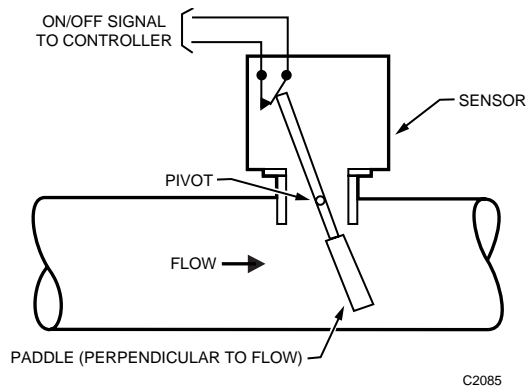 ON/OFF SIGNAL
TO CONTROLLER
SENSOR
PIVOT
FLOW
PADDLE (PERPENDICULAR TO FLOW)
C2085